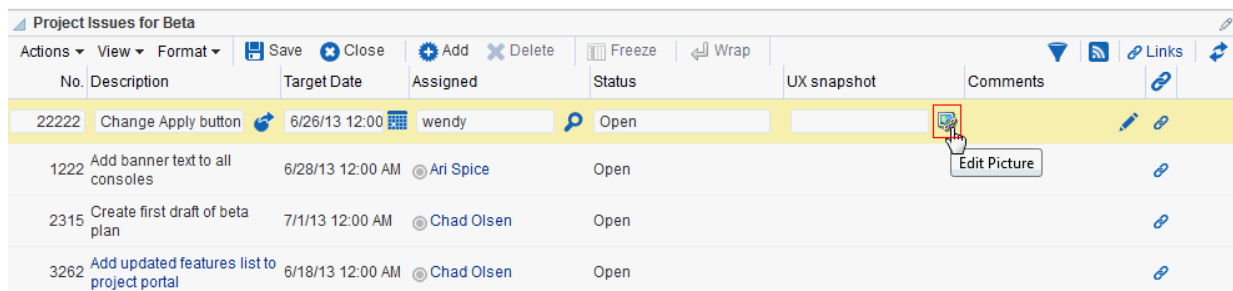 Project Issues for Beta
Actions View Format Save Close Add Delete Freeze Wrap Links
No. Description Target Date Assigned Status UX snapshot Comments
22222 Change Apply button 6/26/13 12:00 wendy Open
Edit Picture
1222 Add banner text to all consoles 6/28/13 12:00 AM Ari Spice Open
2315 Create first draft of beta plan 7/1/13 12:00 AM Chad Olsen Open
3262 Add updated features list to project portal 6/18/13 12:00 AM Chad Olsen Open